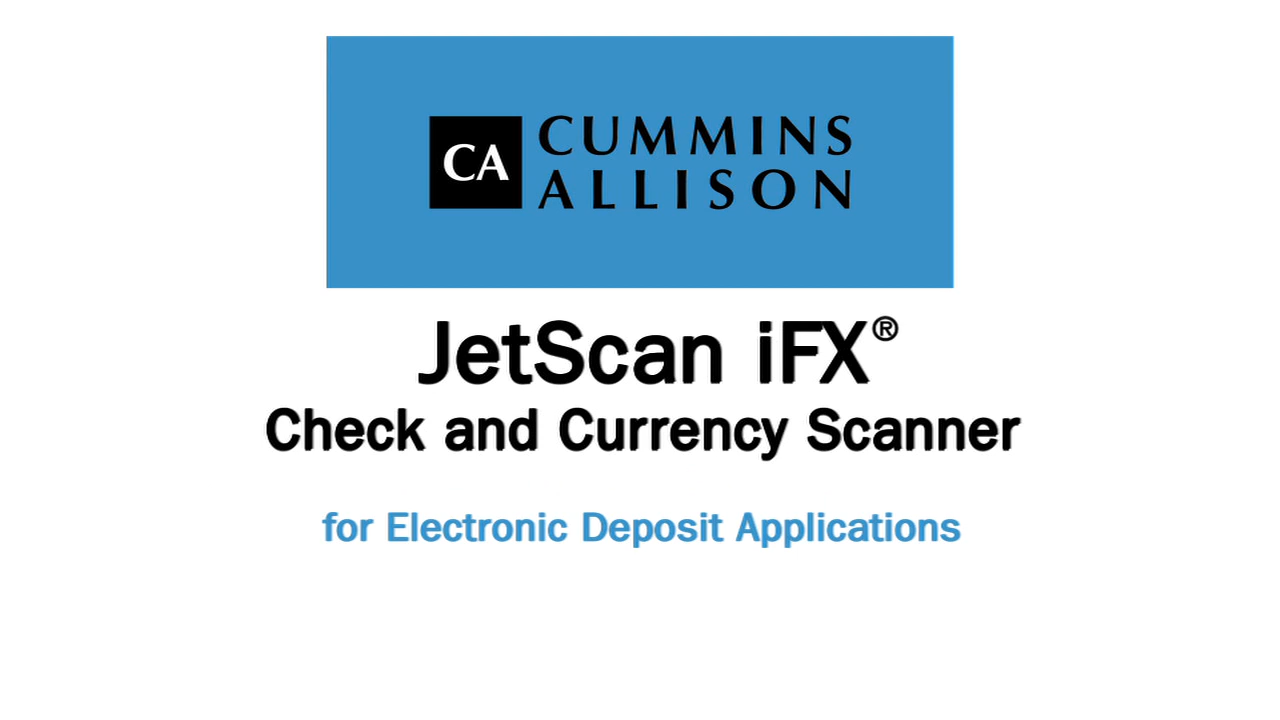 CA
CUMMINS
ALLISON
JetScan iFX®
Check and Currency Scanner
for Electronic Deposit Applications